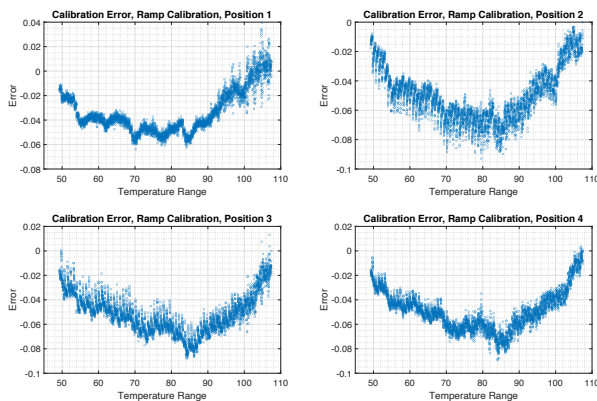 Calibration Error, Ramp Calibration, Position 1
0.04
0.02
0
-0.02
-0.04
-0.06
-0.08
Error
50 60 70 80 90 100 110
Temperature Range
Calibration Error, Ramp Calibration, Position 2
0
-0.02
-0.04
-0.06
-0.08
-0.1
Error
50 60 70 80 90 100 110
Temperature Range
Calibration Error, Ramp Calibration, Position 3
0.02
0
-0.02
-0.04
-0.06
-0.08
-0.1
Error
50 60 70 80 90 100 110
Temperature Range
Calibration Error, Ramp Calibration, Position 4
0.02
0
-0.02
-0.04
-0.06
-0.08
-0.1
Error
50 60 70 80 90 100 110
Temperature Range